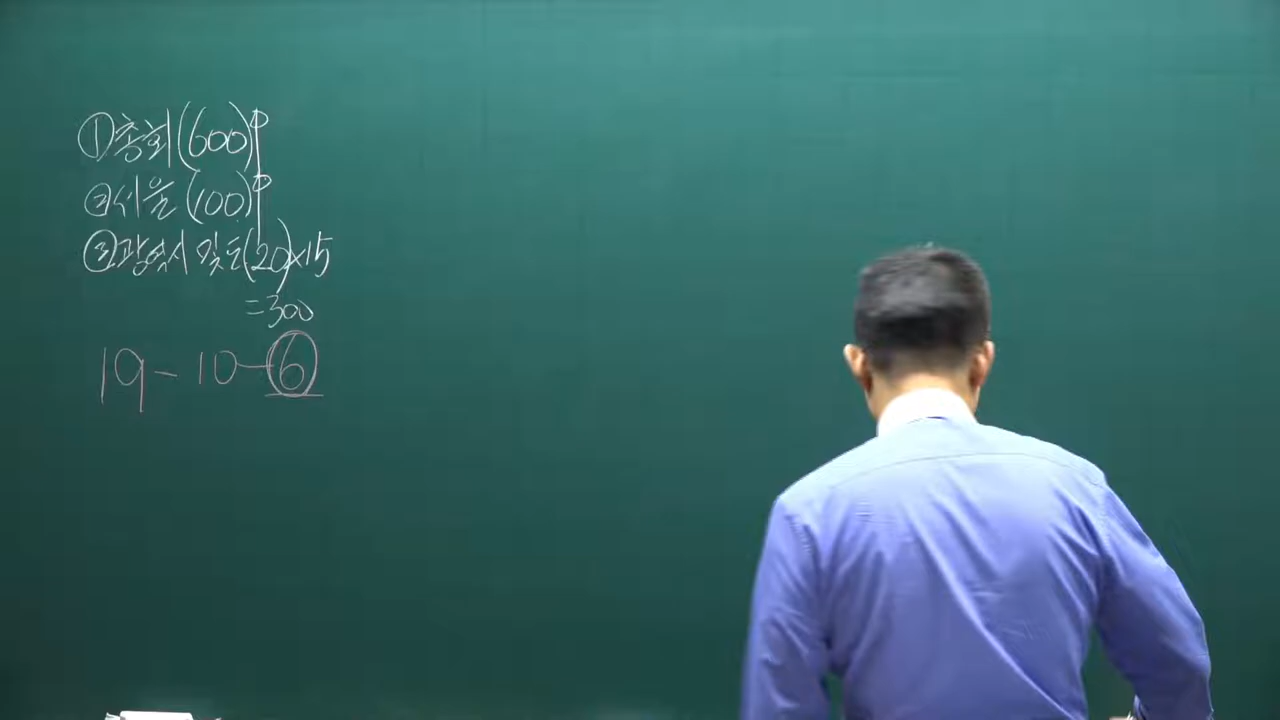 ①총회(600)
②서울(100)
③광역시 및 도(20)×15
=300
19-10-⑥